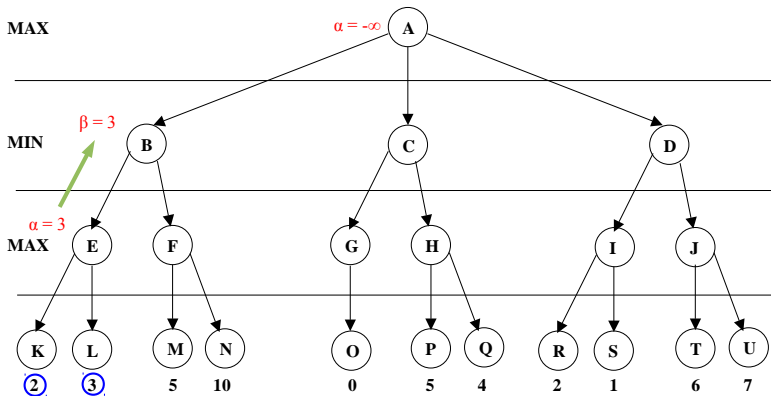 MAX α = -∞ A
β = 3
MIN B C D
α = 3
MAX E F G H I J
K L M N O P Q R S T U
2 3 5 10 0 5 4 2 1 6 7